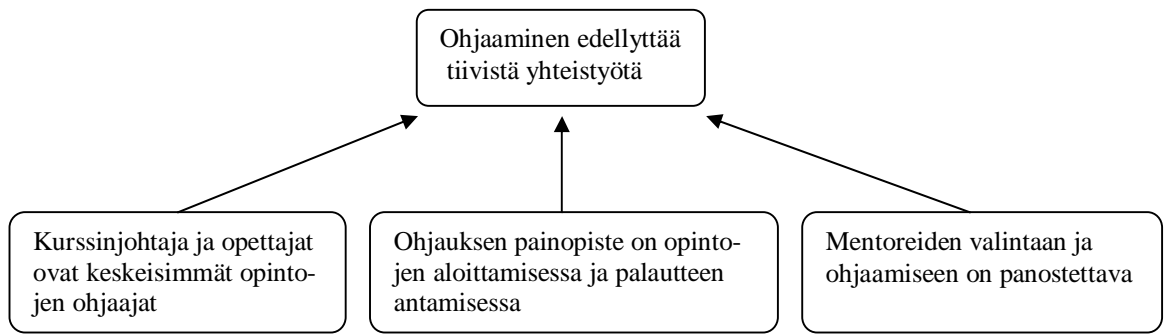 Ohjaaminen edellyttää
tiivistä yhteistyötä
Kurssinjohtaja ja opettajat
ovat keskeisimmät opinto-
jen ohjaajat
Ohjauksen painopiste on opinto-
jen aloittamisessa ja palautteen
antamisessa
Mentoreiden valintaan ja
ohjaamiseen on panostettava